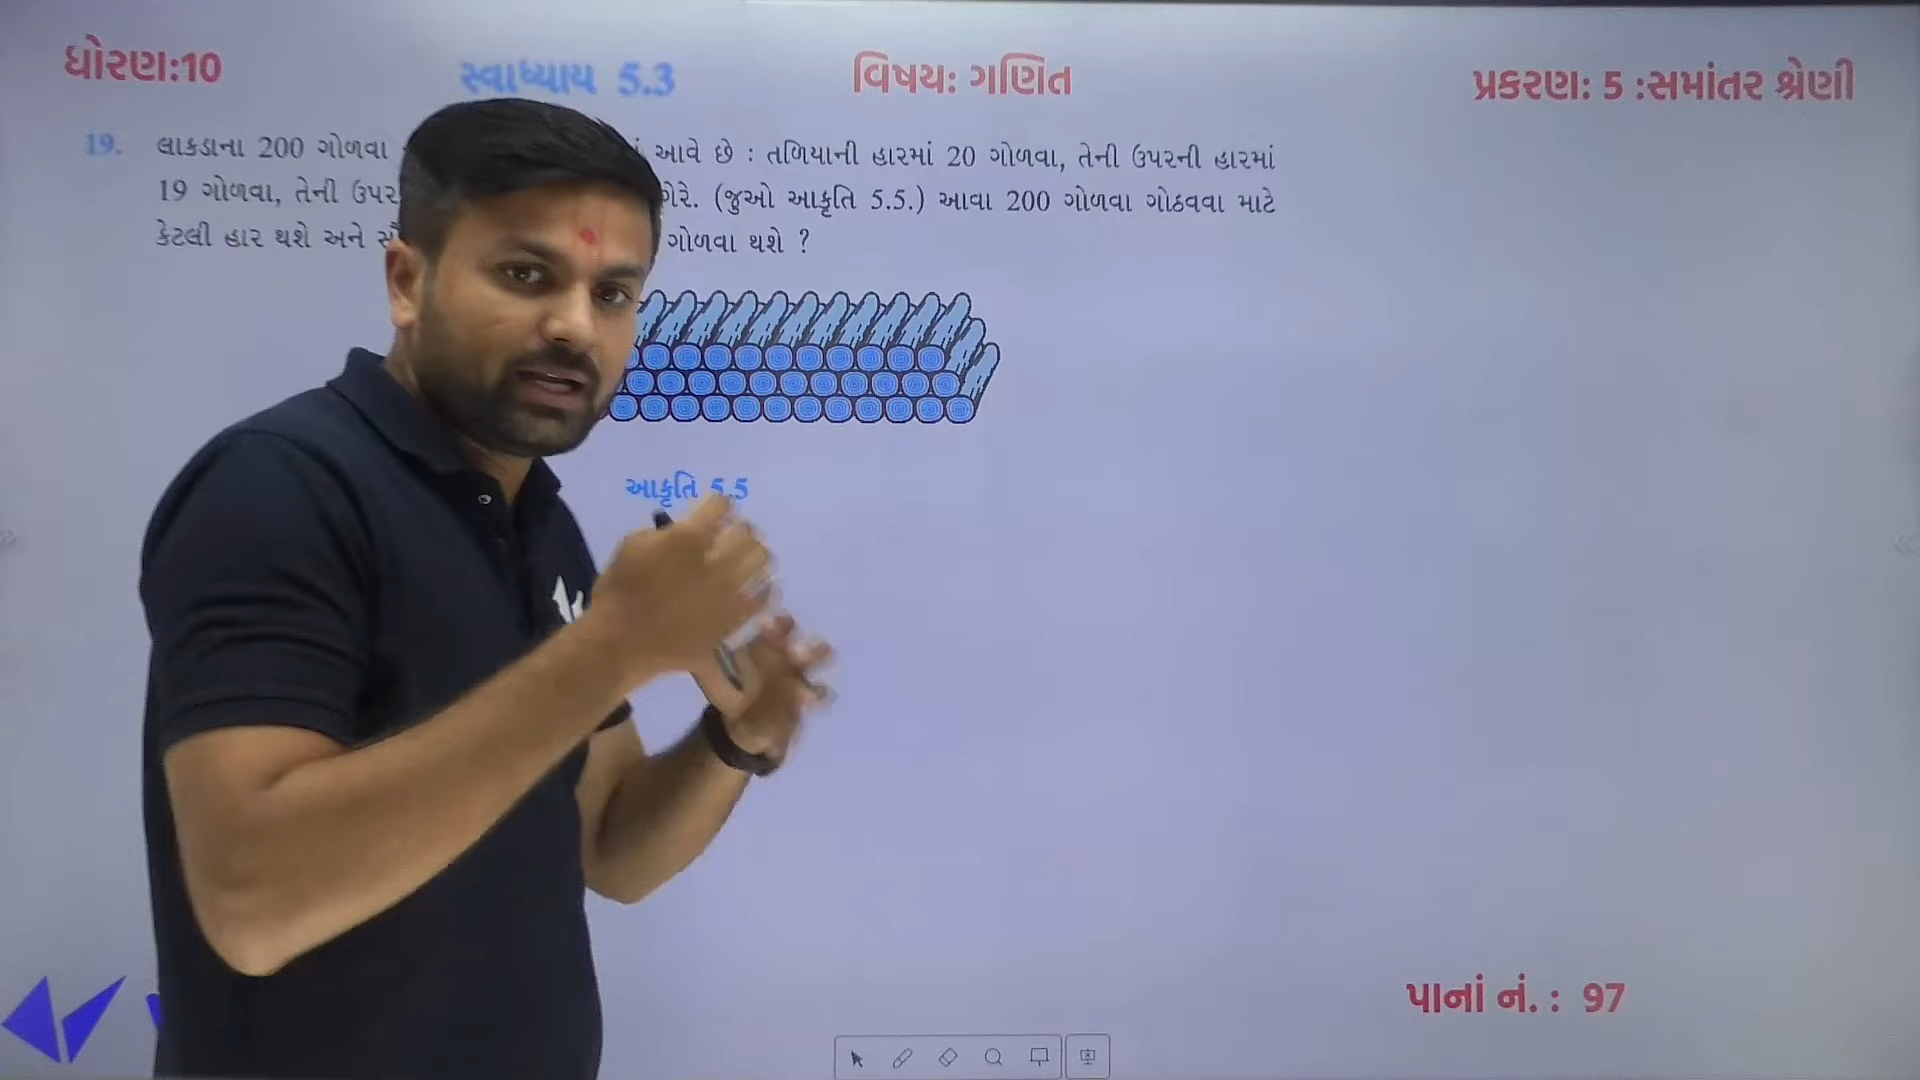 ધોરણ:10
સ્વાધ્યાય 5.3
વિષય: ગણિત
પ્રકરણ: 5 :સમાંતર શ્રેણી
19. લાકડાના 200 ગોળવા આવે છે : તળિયાની હારમાં 20 ગોળવા, તેની ઉપરની હારમાં
19 ગોળવા, તેની ઉપર (જુઓ આકૃતિ 5.5.) આવા 200 ગોળવા ગોઠવવા માટે
કેટલી હાર થશે અને ગોળવા થશે ?
આકૃતિ 5.5
પાનાં નં. : 97